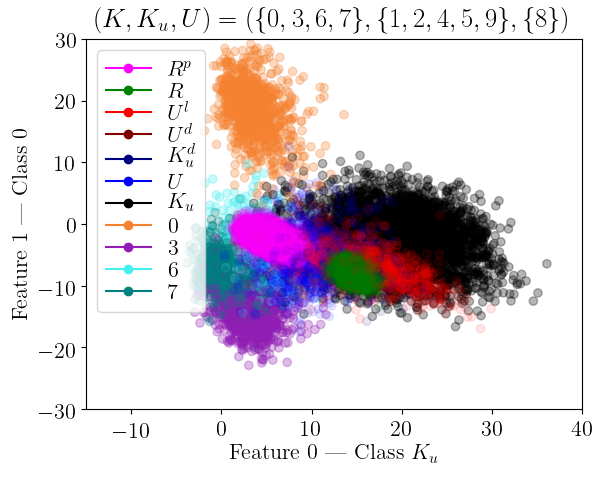 (K, K_u, U) = ({0, 3, 6, 7}, {1, 2, 4, 5, 9}, {8})
30
20
10
0
−10
−20
−30
Feature 1 — Class 0
R^p
R
U^l
U^d
K_u^d
U
K_u
0
3
6
7
−10
0
10
20
30
40
Feature 0 — Class K_u